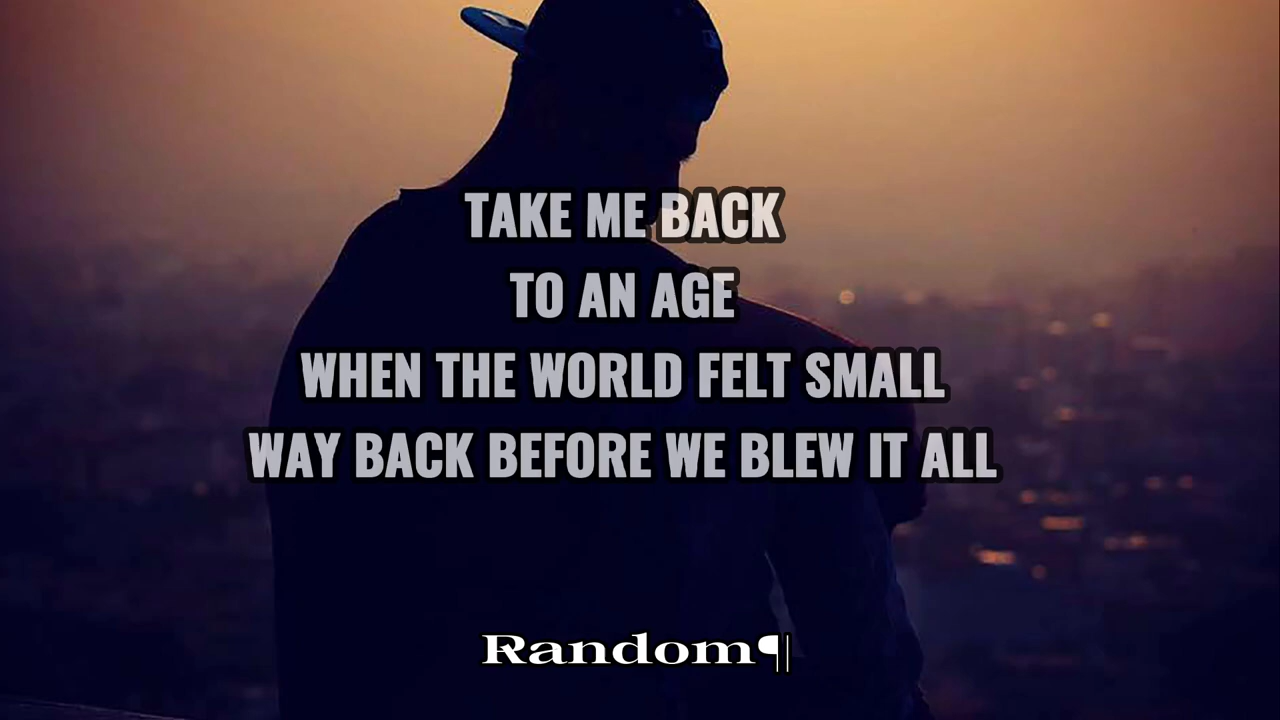 TAKE ME BACK
TO AN AGE
WHEN THE WORLD FELT SMALL
WAY BACK BEFORE WE BLEW IT ALL
Random¶